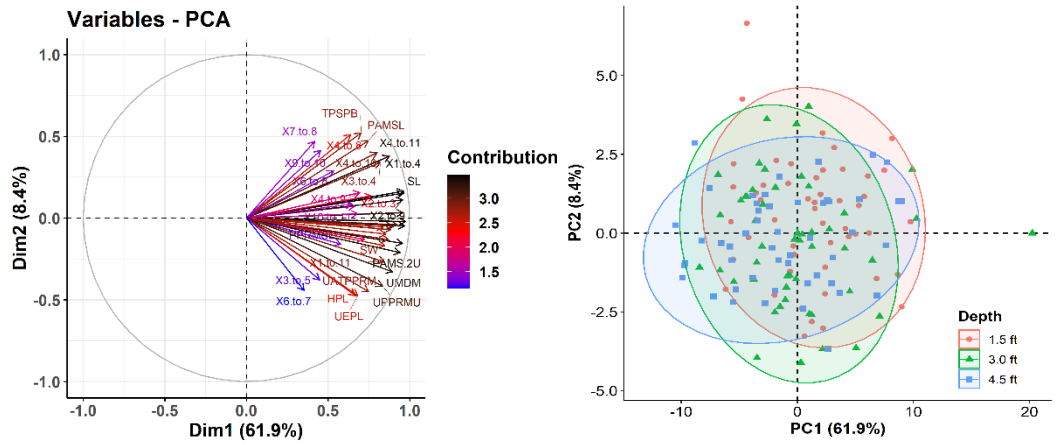 Variables - PCA
1.0
0.5
0.0
-0.5
-1.0
Dim2 (8.4%)
-1.0
-0.5
0.0
0.5
1.0
Dim1 (61.9%)
TPSPB
PAMSL
X7.to.8
X4.to.11
X9.to.10
X1.to.4
X3.to.4
SL
X2.to.3
SW
PAMS.2U
X1.to.11
X3.to.5
UATPPRM
UMDM
X6.to.7
HPL
UPPRMU
UEPL
Contribution
3.0
2.5
2.0
1.5
5.0
2.5
0.0
-2.5
-5.0
PC2 (8.4%)
-10
0
10
20
PC1 (61.9%)
Depth
1.5 ft
3.0 ft
4.5 ft